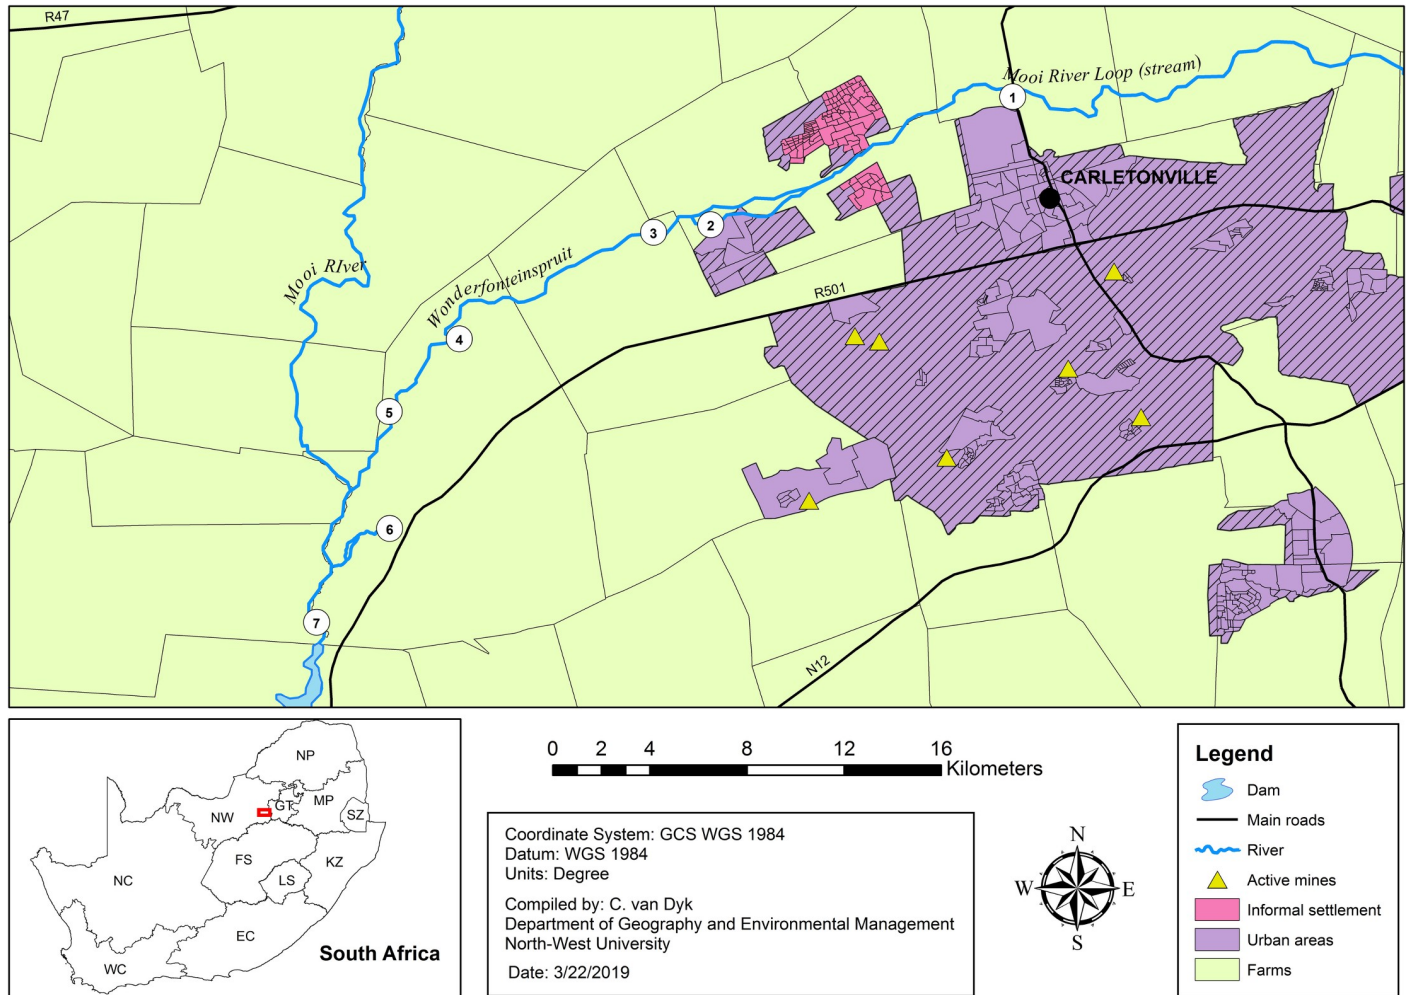 R47
Mooi River Loop (stream)
1
CARLETONVILLE
2
3
Wonderfonteinspruit
Mooi RIver
R501
4
5
6
7
N12
NP
GT
MP
NW
SZ
FS
KZ
NC
LS
EC
WC
South Africa
0 2 4 8 12 16
Kilometers
Coordinate System: GCS WGS 1984
Datum: WGS 1984
Units: Degree
Compiled by: C. van Dyk
Department of Geography and Environmental Management
North-West University
Date: 3/22/2019
N
W E
S
Legend
Dam
Main roads
River
Active mines
Informal settlement
Urban areas
Farms